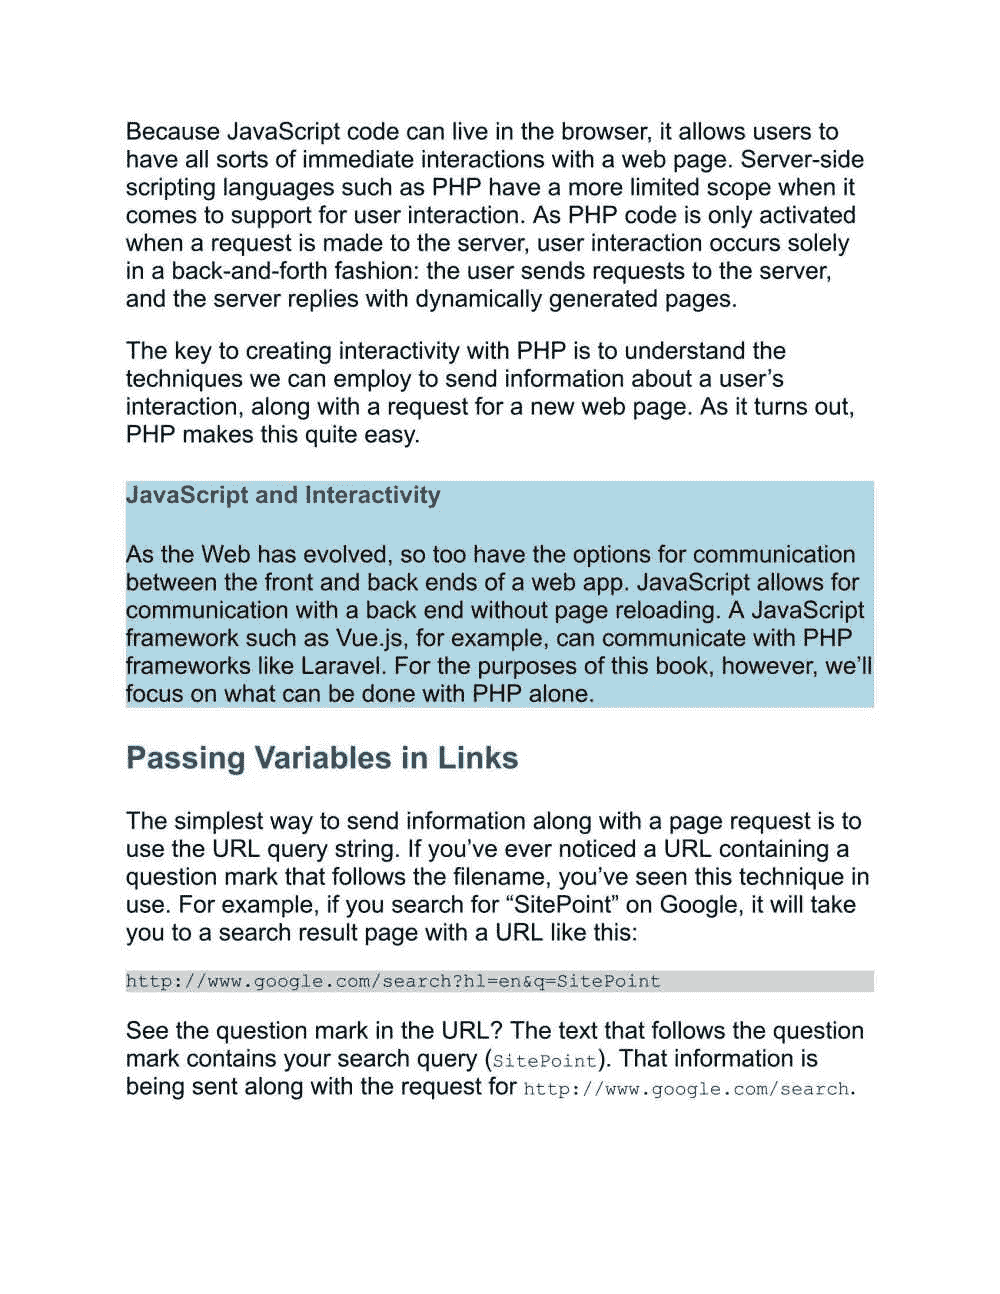 Because JavaScript code can live in the browser, it allows users to
have all sorts of immediate interactions with a web page. Server-side
scripting languages such as PHP have a more limited scope when it
comes to support for user interaction. As PHP code is only activated
when a request is made to the server, user interaction occurs solely
in a back-and-forth fashion: the user sends requests to the server,
and the server replies with dynamically generated pages.
The key to creating interactivity with PHP is to understand the
techniques we can employ to send information about a user’s
interaction, along with a request for a new web page. As it turns out,
PHP makes this quite easy.
JavaScript and Interactivity
As the Web has evolved, so too have the options for communication
between the front and back ends of a web app. JavaScript allows for
communication with a back end without page reloading. A JavaScript
framework such as Vue.js, for example, can communicate with PHP
frameworks like Laravel. For the purposes of this book, however, we’ll
focus on what can be done with PHP alone.
Passing Variables in Links
The simplest way to send information along with a page request is to
use the URL query string. If you’ve ever noticed a URL containing a
question mark that follows the filename, you’ve seen this technique in
use. For example, if you search for “SitePoint” on Google, it will take
you to a search result page with a URL like this:
http://www.google.com/search?hl=en&q=SitePoint
See the question mark in the URL? The text that follows the question
mark contains your search query (SitePoint). That information is
being sent along with the request for http://www.google.com/search.